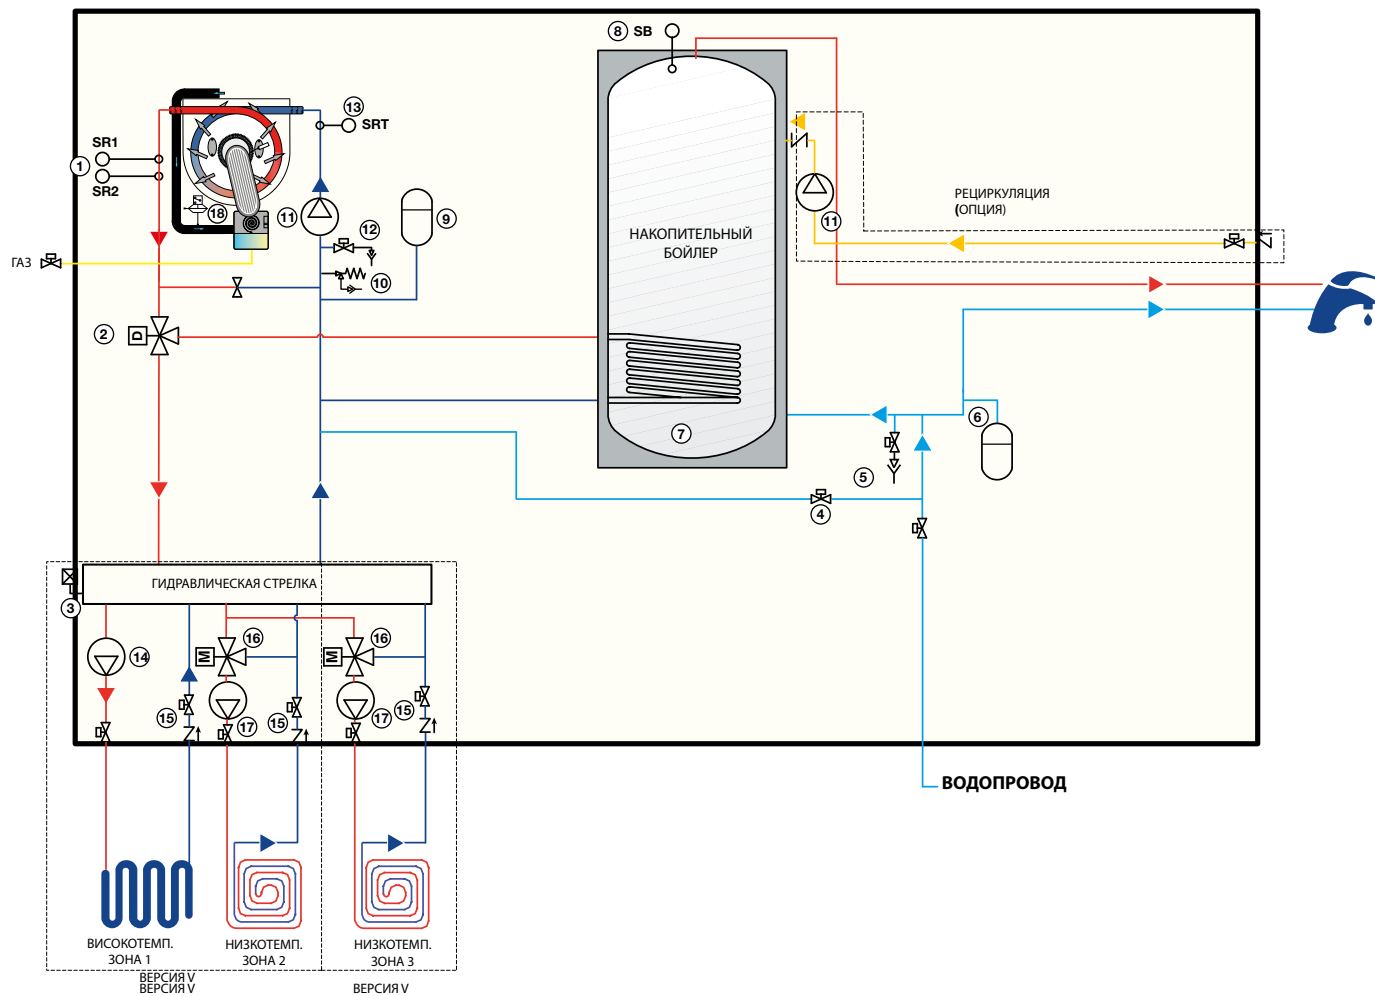 8 SB
13
SRT
SR1
1
SR2
18
11
9
12
10
11
РЕЦИРКУЛЯЦИЯ
(ОПЦИЯ)
НАКОПИТЕЛЬНЫЙ
БОЙЛЕР
ГАЗ
2
D
7
6
5
4
3
ГИДРАВЛИЧЕСКАЯ СТРЕЛКА
14
16
M
16
M
15
17
15
17
15
ВОДОПРОВОД
ВИСОКОТЕМП.
ЗОНА 1
НИЗКОТЕМП.
ЗОНА 2
НИЗКОТЕМП.
ЗОНА 3
ВЕРСИЯ V
ВЕРСИЯ V
ВЕРСИЯ V